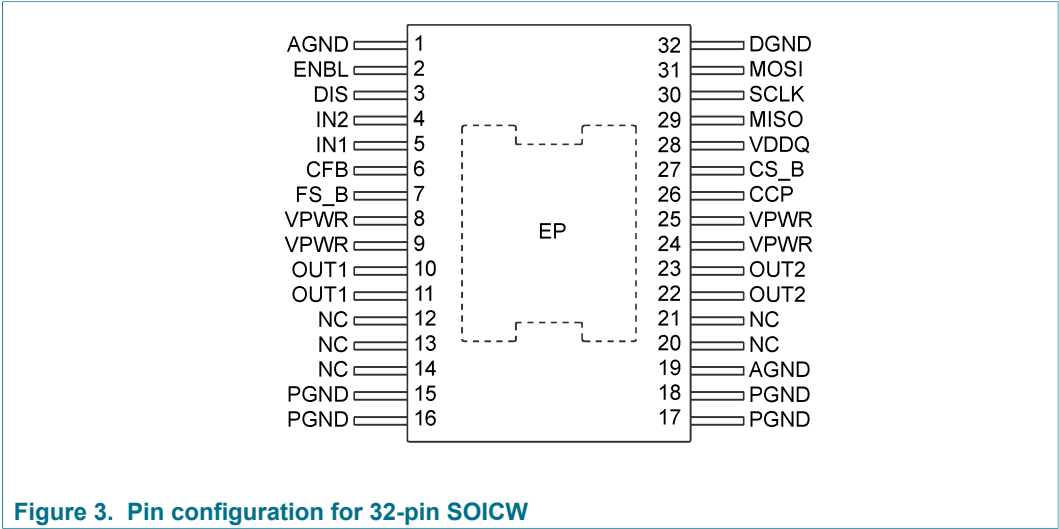 AGND 1 32 DGND
ENBL 2 31 MOSI
DIS 3 30 SCLK
IN2 4 29 MISO
IN1 5 28 VDDQ
CFB 6 27 CS_B
FS_B 7 26 CCP
VPWR 8 25 VPWR
VPWR 9 24 VPWR
EP
OUT1 10 23 OUT2
OUT1 11 22 OUT2
NC 12 21 NC
NC 13 20 NC
NC 14 19 AGND
PGND 15 18 PGND
PGND 16 17 PGND
Figure 3. Pin configuration for 32-pin SOICW